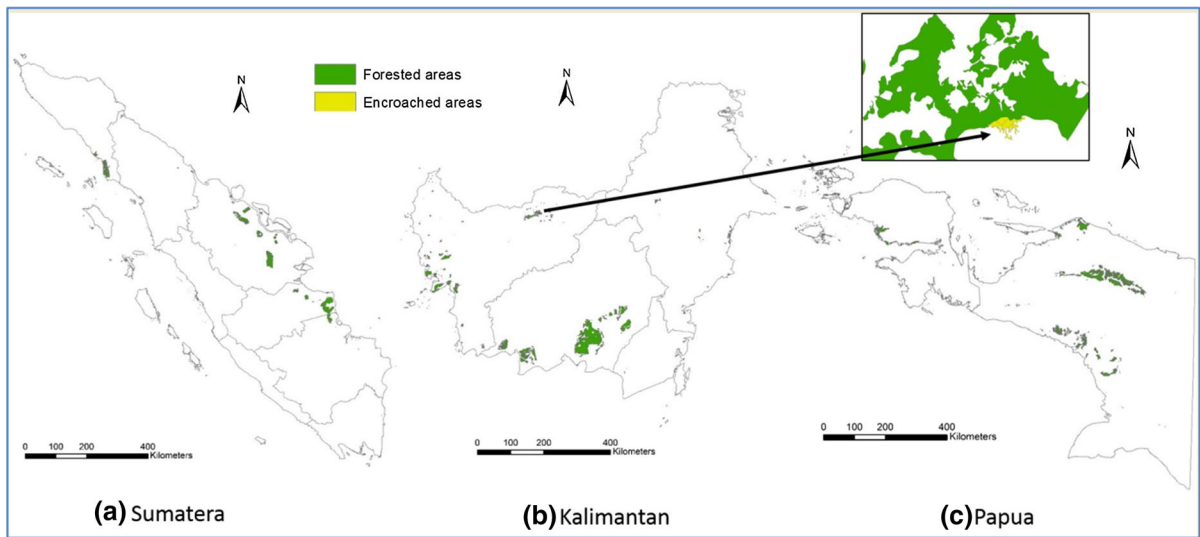 N
Forested areas
Encroached areas
N
N
0 100 200 400
Kilometers
0 100 200 400
Kilometers
0 100 200 400
Kilometers
(a) Sumatera
(b) Kalimantan
(c) Papua